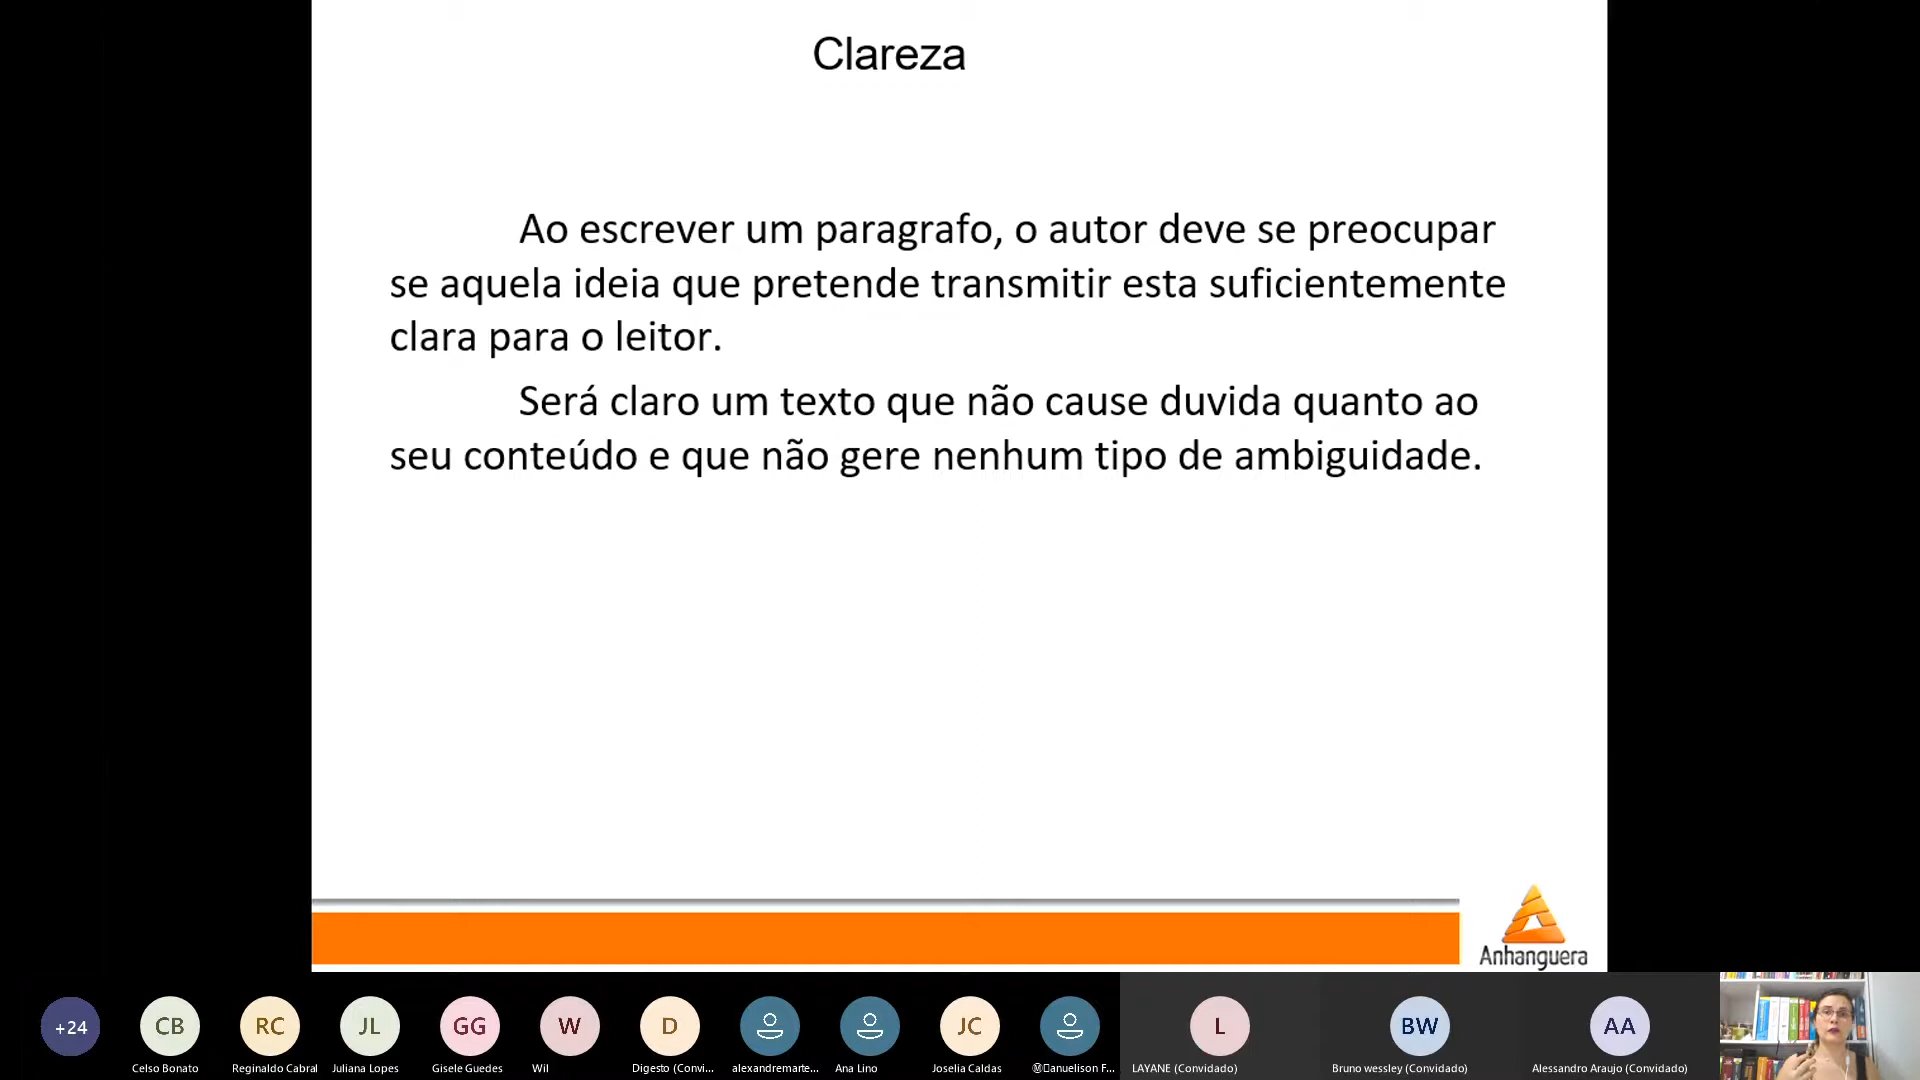 Clareza
Ao escrever um paragrafo, o autor deve se preocupar
se aquela ideia que pretende transmitir esta suficientemente
clara para o leitor.
Será claro um texto que não cause duvida quanto ao
seu conteúdo e que não gere nenhum tipo de ambiguidade.
Anhanguera
+24
CB
RC
JL
GG
W
D
JC
L
BW
AA
Celso Bonato
Reginaldo Cabral
Juliana Lopes
Gisele Guedes
Wil
Digesto (Convi...
alexandremarte...
Ana Lino
Joselia Caldas
Ⓜ□anuelison F...
LAYANE (Convidado)
Bruno wessley (Convidado)
Alessandro Araujo (Convidado)